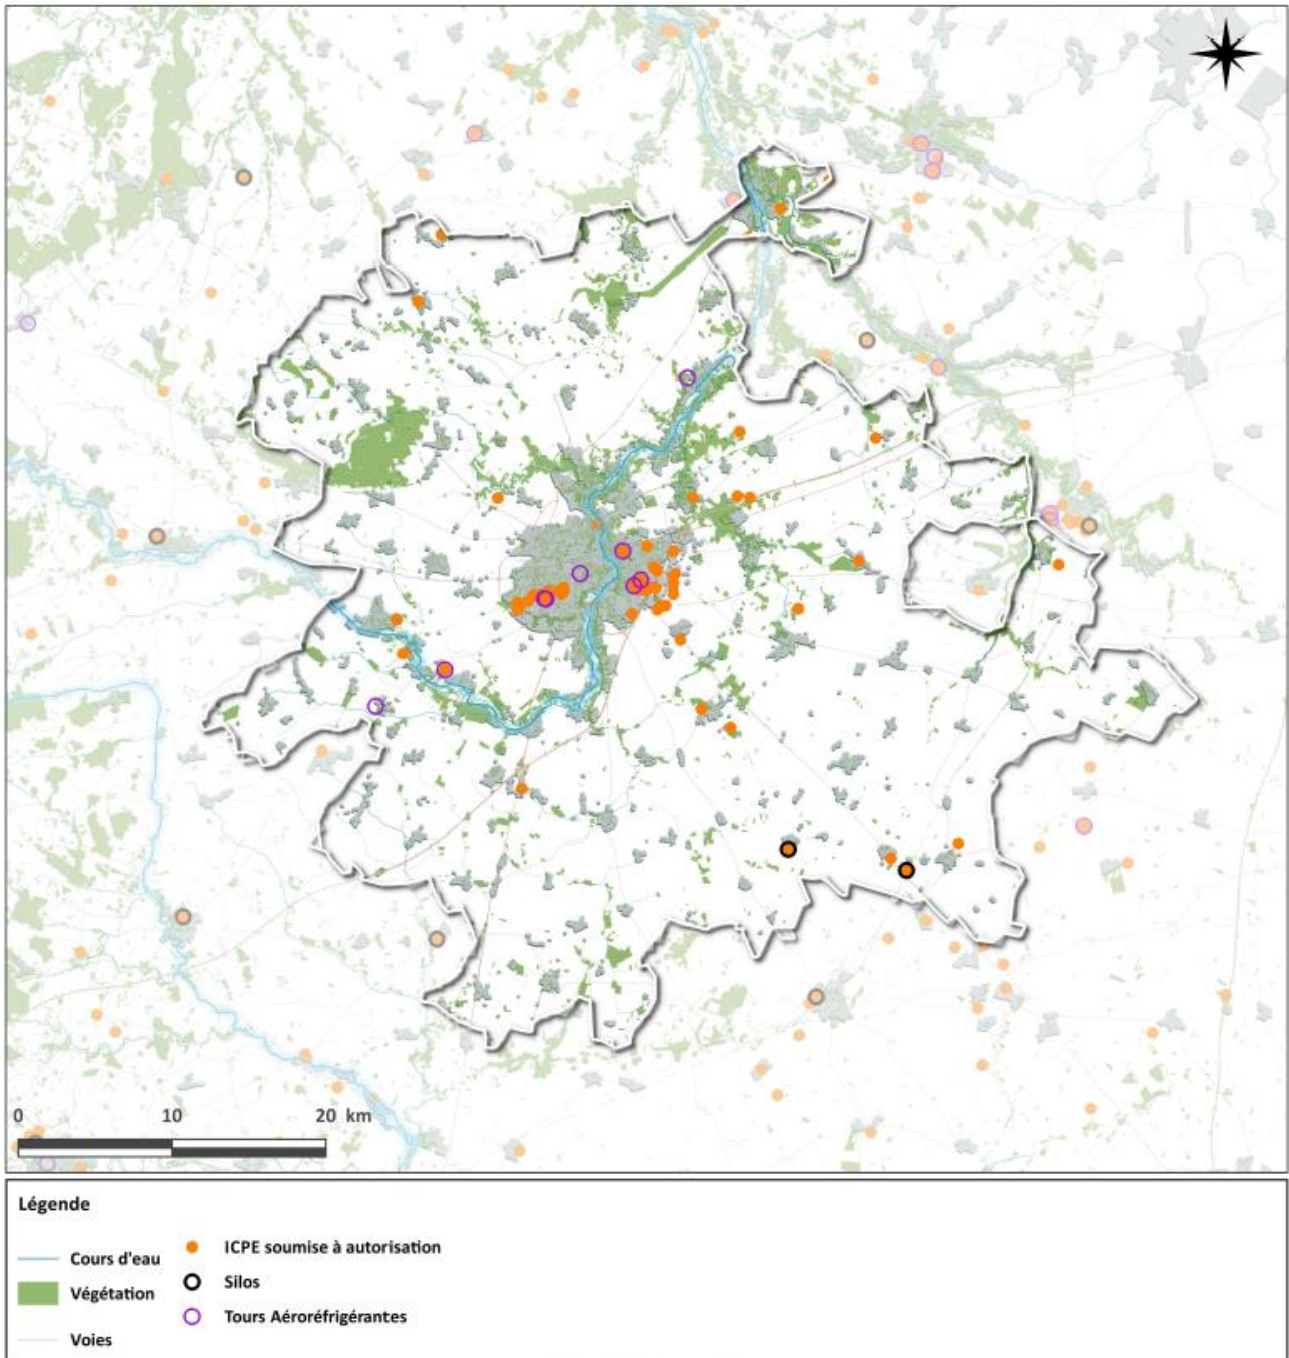 0 10 20 km
Légende
Cours d'eau
Végétation
Voies
ICPE soumise à autorisation
Silos
Tours Aéroréfrigérantes